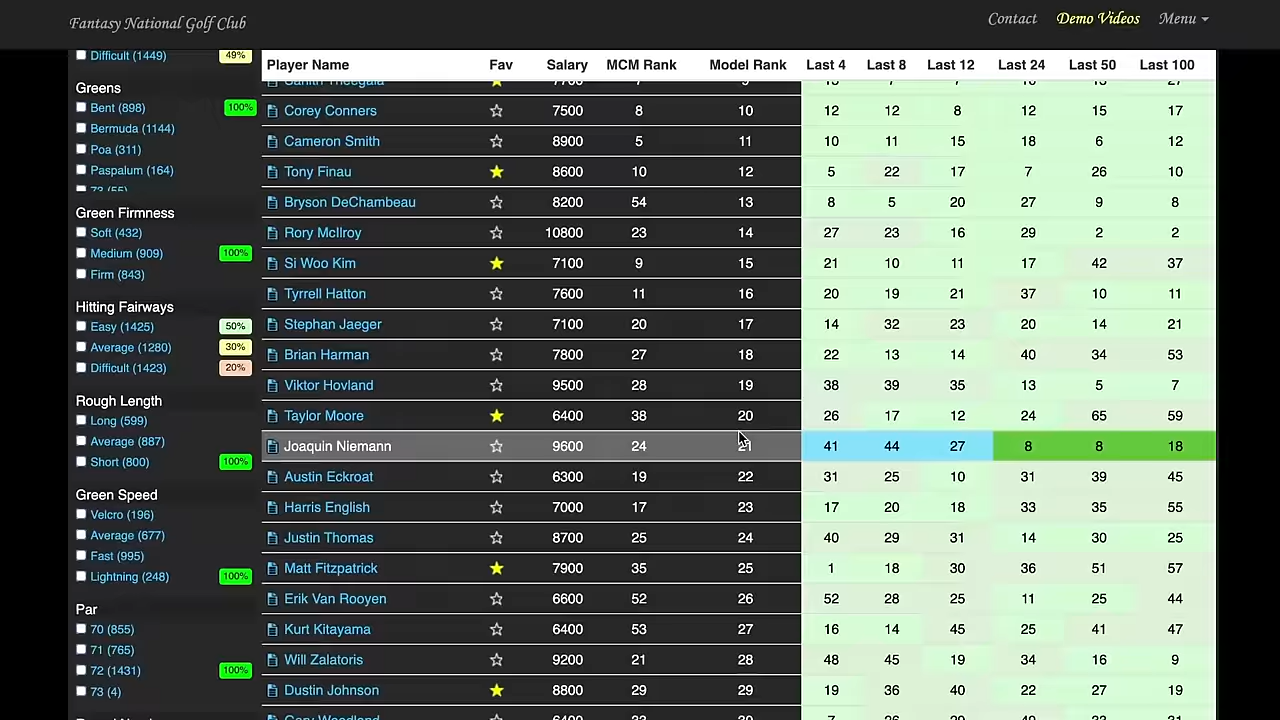 Fantasy National Golf Club
Contact Demo Videos Menu
Difficult (1449) 49%
Greens
Bent (898) 100%
Bermuda (1144)
Poa (311)
Paspalum (164)
Green Firmness
Soft (432)
Medium (909) 100%
Firm (843)
Hitting Fairways
Easy (1425) 50%
Average (1280) 30%
Difficult (1423) 20%
Rough Length
Long (599)
Average (887)
Short (800) 100%
Green Speed
Velcro (196)
Average (677)
Fast (995)
Lightning (248) 100%
Par
70 (855)
71 (765)
72 (1431) 100%
73 (4)
Player Name Fav Salary MCM Rank Model Rank Last 4 Last 8 Last 12 Last 24 Last 50 Last 100
Corey Conners 7500 8 10 12 12 8 12 15 17
Cameron Smith 8900 5 11 10 11 15 18 6 12
Tony Finau 8600 10 12 5 22 17 7 26 10
Bryson DeChambeau 8200 54 13 8 5 20 27 9 8
Rory McIlroy 10800 23 14 27 23 16 29 2 2
Si Woo Kim 7100 9 15 21 10 11 17 42 37
Tyrrell Hatton 7600 11 16 20 19 21 37 10 11
Stephan Jaeger 7100 20 17 14 32 23 20 14 21
Brian Harman 7800 27 18 22 13 14 40 34 53
Viktor Hovland 9500 28 19 38 39 35 13 5 7
Taylor Moore 6400 38 20 26 17 12 24 65 59
Joaquin Niemann 9600 24 21 41 44 27 8 8 18
Austin Eckroat 6300 19 22 31 25 10 31 39 45
Harris English 7000 17 23 17 20 18 33 35 55
Justin Thomas 8700 25 24 40 29 31 14 30 25
Matt Fitzpatrick 7900 35 25 1 18 30 36 51 57
Erik Van Rooyen 6600 52 26 52 28 25 11 25 44
Kurt Kitayama 6400 53 27 16 14 45 25 41 47
Will Zalatoris 9200 21 28 48 45 19 34 16 9
Dustin Johnson 8800 29 29 19 36 40 22 27 19